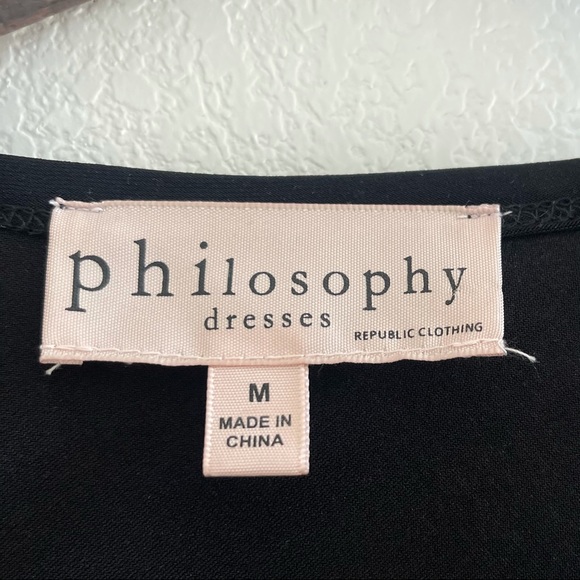 philosophy
dresses
REPUBLIC CLOTHING
M
MADE IN
CHINA